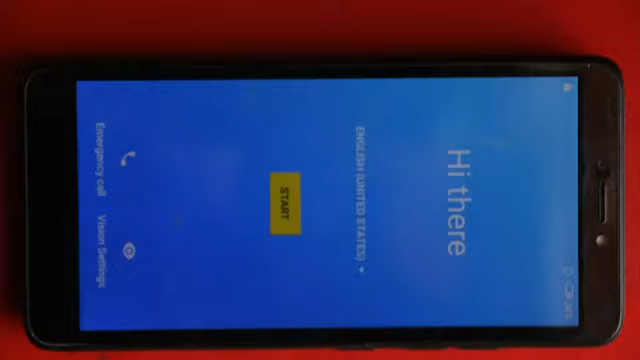 Hi there
ENGLISH (UNITED STATES)
START
Emergency call
Vision Settings